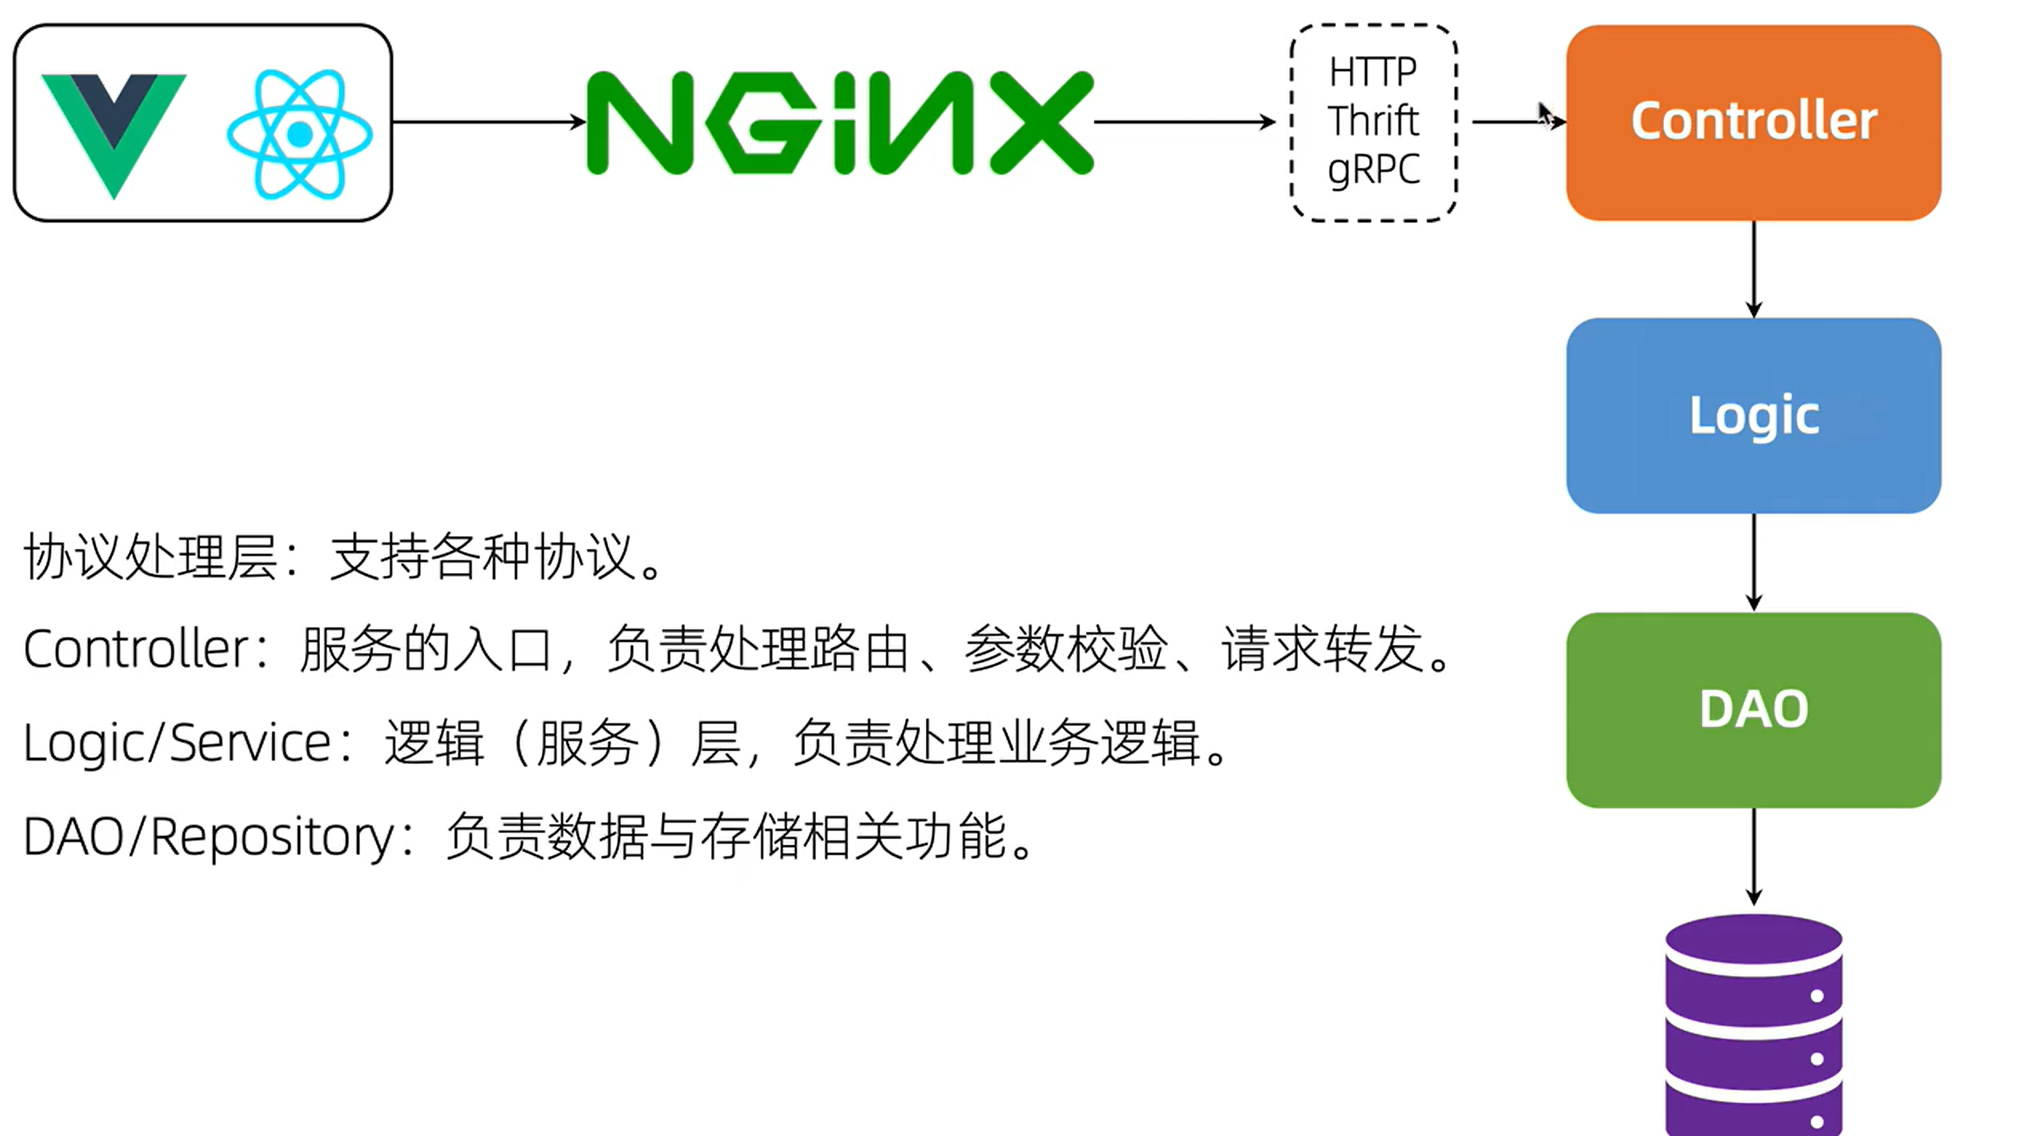 NGINX
HTTP
Thrift
gRPC
Controller
Logic
DAO
协议处理层：支持各种协议。
Controller：服务的入口，负责处理路由、参数校验、请求转发。
Logic/Service：逻辑（服务）层，负责处理业务逻辑。
DAO/Repository：负责数据与存储相关功能。